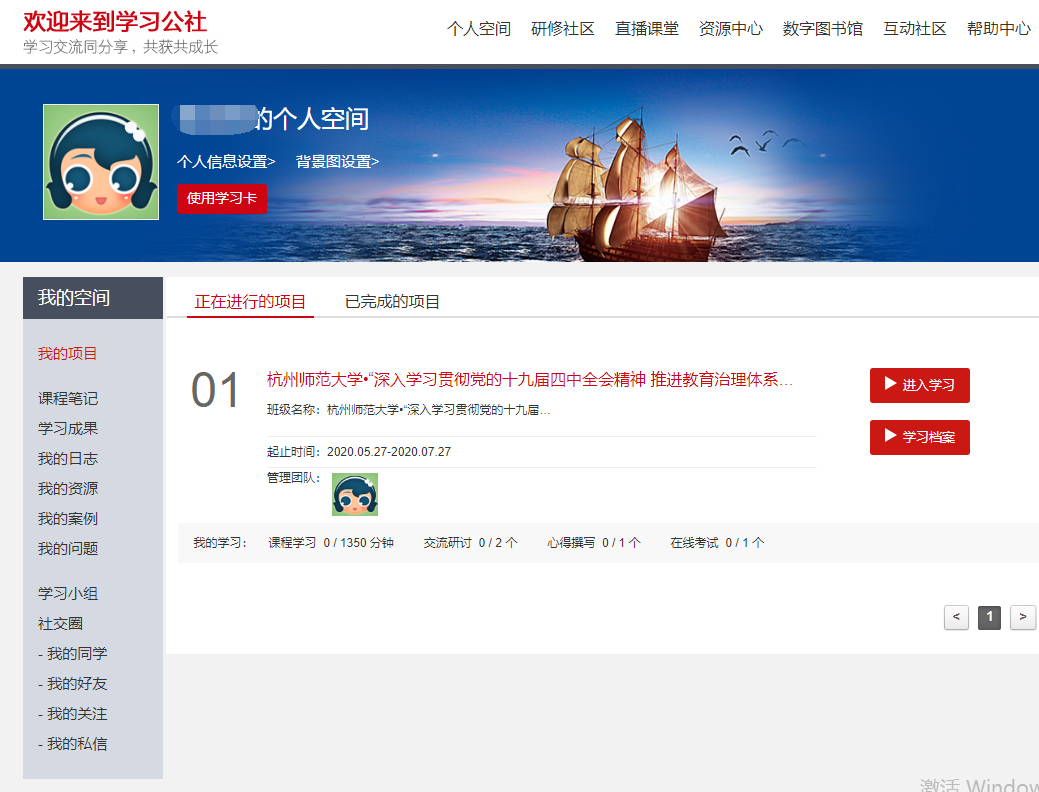 欢迎来到学习公社
学习交流同分享，共获共成长
个人空间 研修社区 直播课堂 资源中心 数字图书馆 互动社区 帮助中心
的个人空间
个人信息设置> 背景图设置>
使用学习卡
我的空间
我的项目
课程笔记
学习成果
我的日志
我的资源
我的案例
我的问题
学习小组
社交圈
- 我的同学
- 我的好友
- 我的关注
- 我的私信
正在进行的项目 已完成的项目
01
杭州师范大学•“深入学习贯彻党的十九届四中全会精神 推进教育治理体系…
班级名称：杭州师范大学•“深入学习贯彻党的十九届...
起止时间：2020.05.27-2020.07.27
管理团队：
进入学习
学习档案
我的学习： 课程学习 0 / 1350 分钟 交流研讨 0 / 2 个 心得撰写 0 / 1 个 在线考试 0 / 1 个
< 1 >
激活 Window